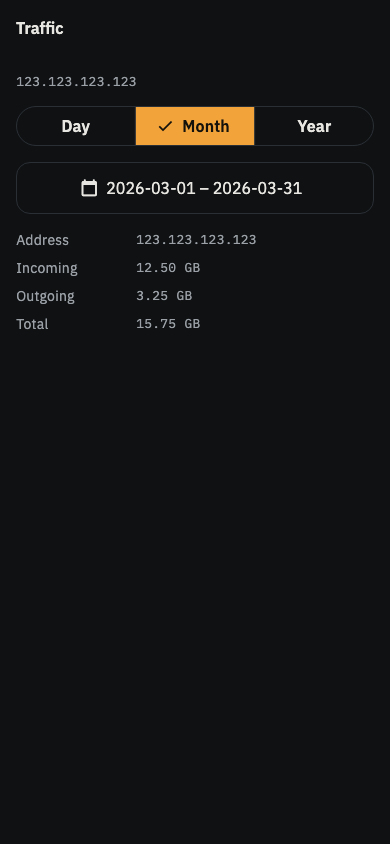 Traffic
123.123.123.123
Day Month Year
2026-03-01 – 2026-03-31
Address 123.123.123.123
Incoming 12.50 GB
Outgoing 3.25 GB
Total 15.75 GB